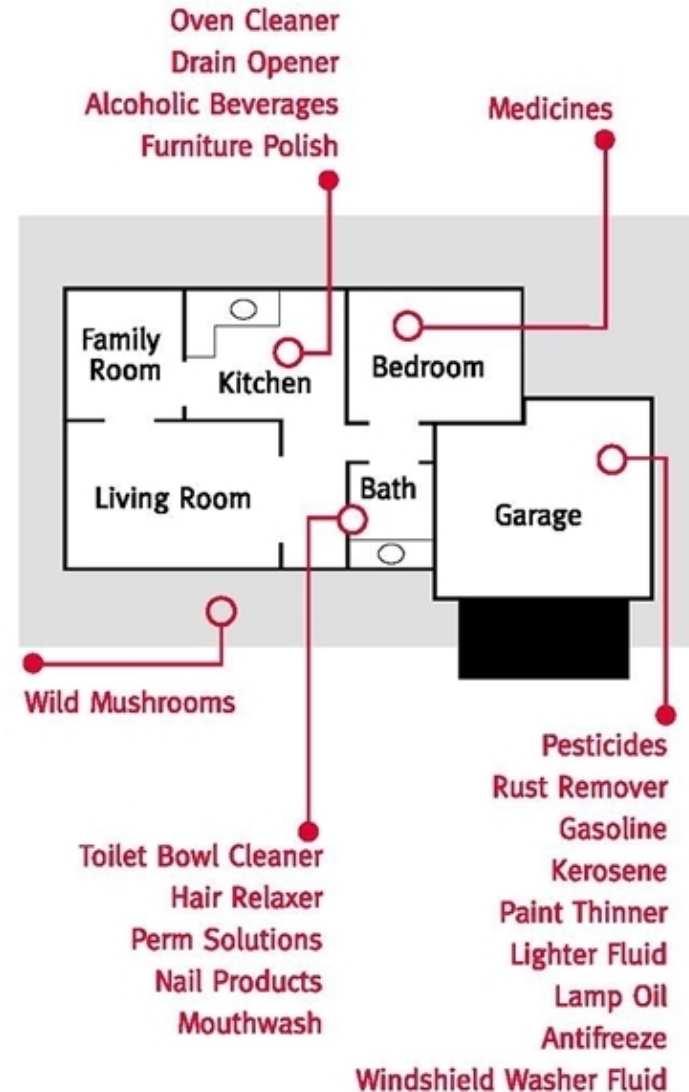 Oven Cleaner
Drain Opener
Alcoholic Beverages
Furniture Polish
Medicines
Family
Room
Kitchen
Bedroom
Living Room
Bath
Garage
Wild Mushrooms
Toilet Bowl Cleaner
Hair Relaxer
Perm Solutions
Nail Products
Mouthwash
Pesticides
Rust Remover
Gasoline
Kerosene
Paint Thinner
Lighter Fluid
Lamp Oil
Antifreeze
Windshield Washer Fluid